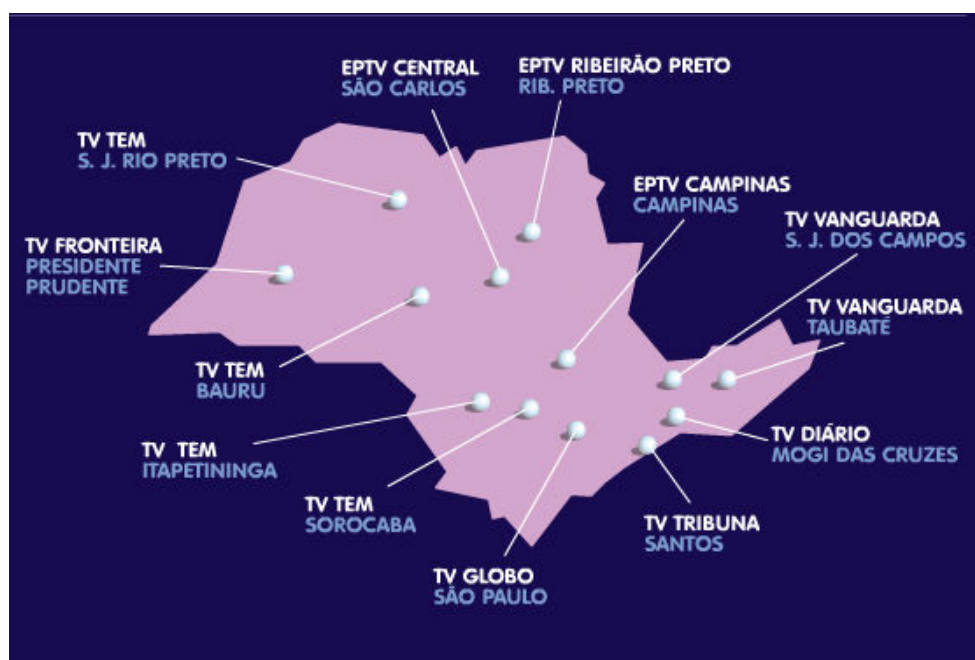 EPTV CENTRAL
SÃO CARLOS
EPTV RIBEIRÃO PRETO
RIB. PRETO
TV TEM
S. J. RIO PRETO
EPTV CAMPINAS
CAMPINAS
TV VANGUARDA
S. J. DOS CAMPOS
TV FRONTEIRA
PRESIDENTE
PRUDENTE
TV VANGUARDA
TAUBATÉ
TV TEM
BAURU
TV TEM
ITAPETININGA
TV DIÁRIO
MOGI DAS CRUZES
TV TEM
SOROCABA
TV TRIBUNA
SANTOS
TV GLOBO
SÃO PAULO